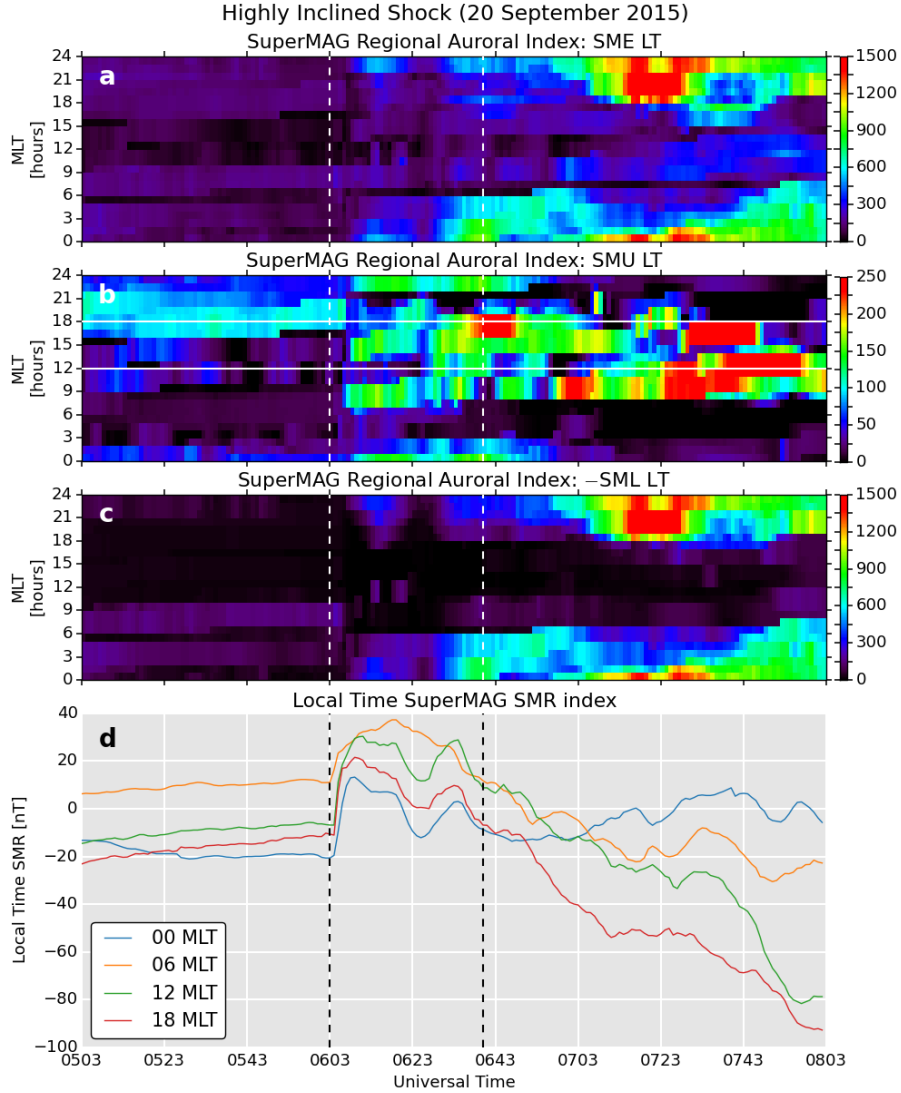 Highly Inclined Shock (20 September 2015)
SuperMAG Regional Auroral Index: SME LT
a
24
21
18
15
12
9
6
3
0
MLT
[hours]
1500
1200
900
600
300
0
SuperMAG Regional Auroral Index: SMU LT
b
24
21
18
15
12
9
6
3
0
MLT
[hours]
250
200
150
100
50
0
SuperMAG Regional Auroral Index: −SML LT
c
24
21
18
15
12
9
6
3
0
MLT
[hours]
1500
1200
900
600
300
0
Local Time SuperMAG SMR index
d
40
20
0
−20
−40
−60
−80
−100
Local Time SMR [nT]
00 MLT
06 MLT
12 MLT
18 MLT
0503 0523 0543 0603 0623 0643 0703 0723 0743 0803
Universal Time